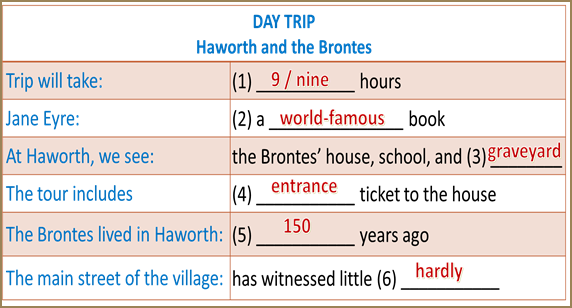 DAY TRIP
Haworth and the Brontes
Trip will take: (1) 9 / nine hours
Jane Eyre: (2) a world-famous book
At Haworth, we see: the Brontes’ house, school, and (3) graveyard
The tour includes (4) entrance ticket to the house
The Brontes lived in Haworth: (5) 150 years ago
The main street of the village: has witnessed little (6) hardly